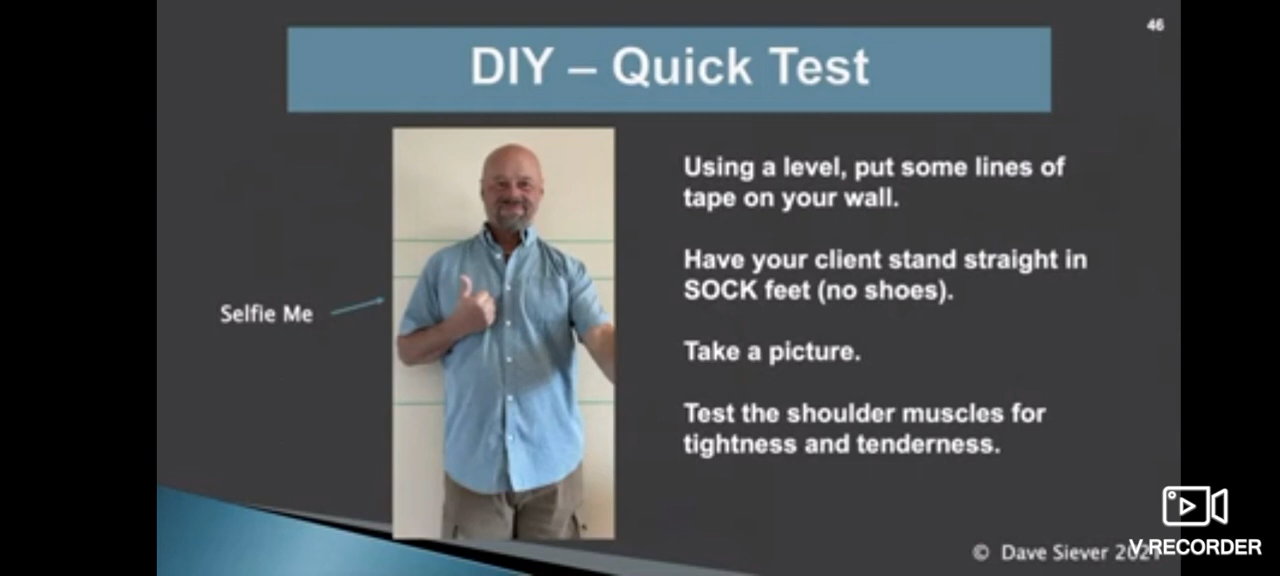 46
DIY – Quick Test
Using a level, put some lines of
tape on your wall.
Have your client stand straight in
SOCK feet (no shoes).
Selfie Me
Take a picture.
Test the shoulder muscles for
tightness and tenderness.
© Dave Siever
V RECORDER